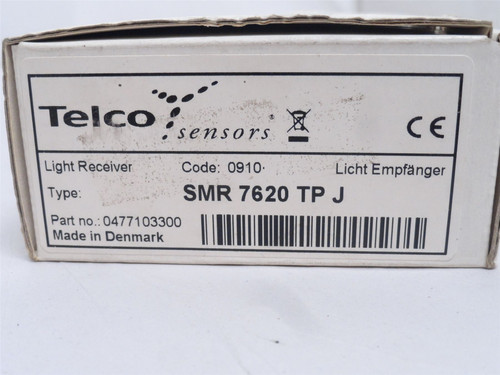 Telco sensors CE
Light Receiver Code: 0910 Licht Empfänger
Type: SMR 7620 TP J
Part no.: 0477103300
Made in Denmark